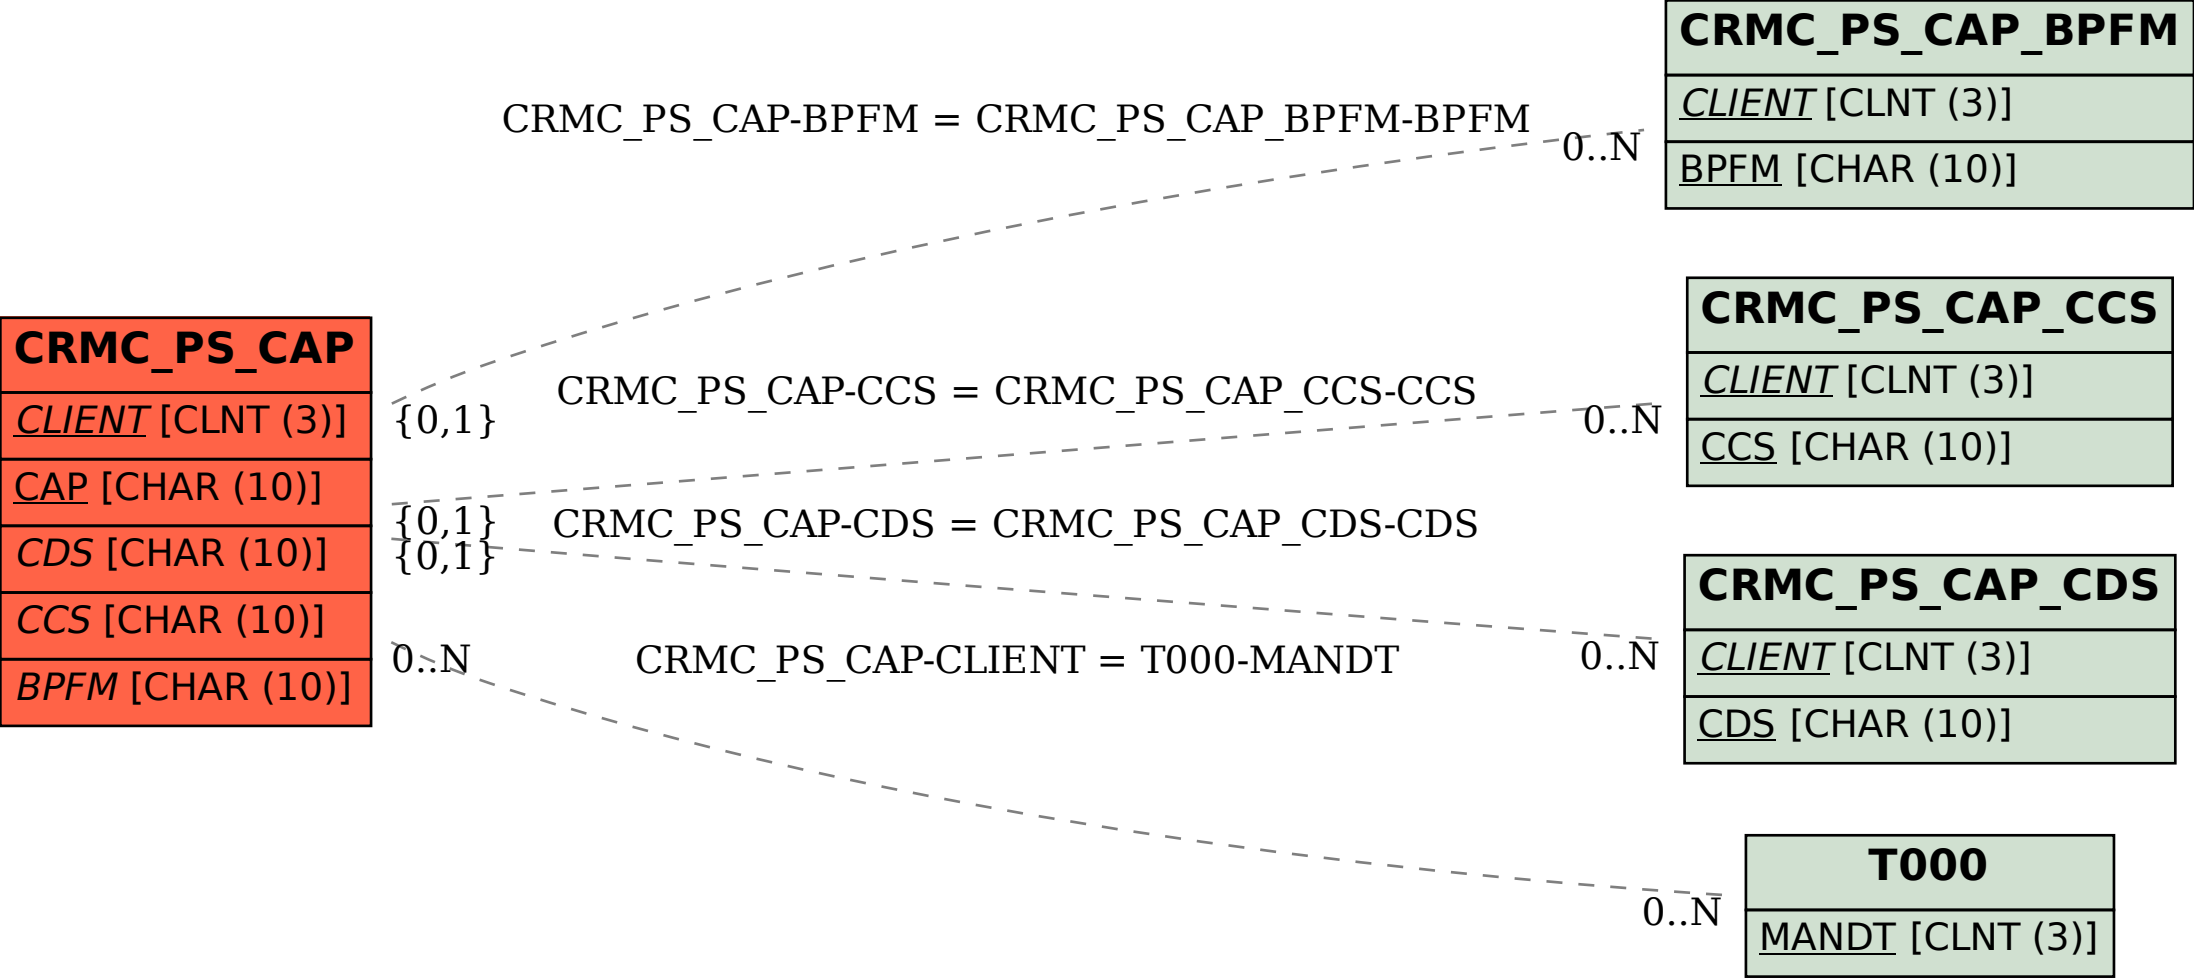 CRMC_PS_CAP
CLIENT [CLNT (3)]
CAP [CHAR (10)]
CDS [CHAR (10)]
CCS [CHAR (10)]
BPFM [CHAR (10)]
CRMC_PS_CAP-BPFM = CRMC_PS_CAP_BPFM-BPFM
0..N
{0,1}
CRMC_PS_CAP-CCS = CRMC_PS_CAP_CCS-CCS
0..N
{0,1}
CRMC_PS_CAP-CDS = CRMC_PS_CAP_CDS-CDS
{0,1}
0..N
CRMC_PS_CAP-CLIENT = T000-MANDT
0..N
0..N
CRMC_PS_CAP_BPFM
CLIENT [CLNT (3)]
BPFM [CHAR (10)]
CRMC_PS_CAP_CCS
CLIENT [CLNT (3)]
CCS [CHAR (10)]
CRMC_PS_CAP_CDS
CLIENT [CLNT (3)]
CDS [CHAR (10)]
T000
MANDT [CLNT (3)]